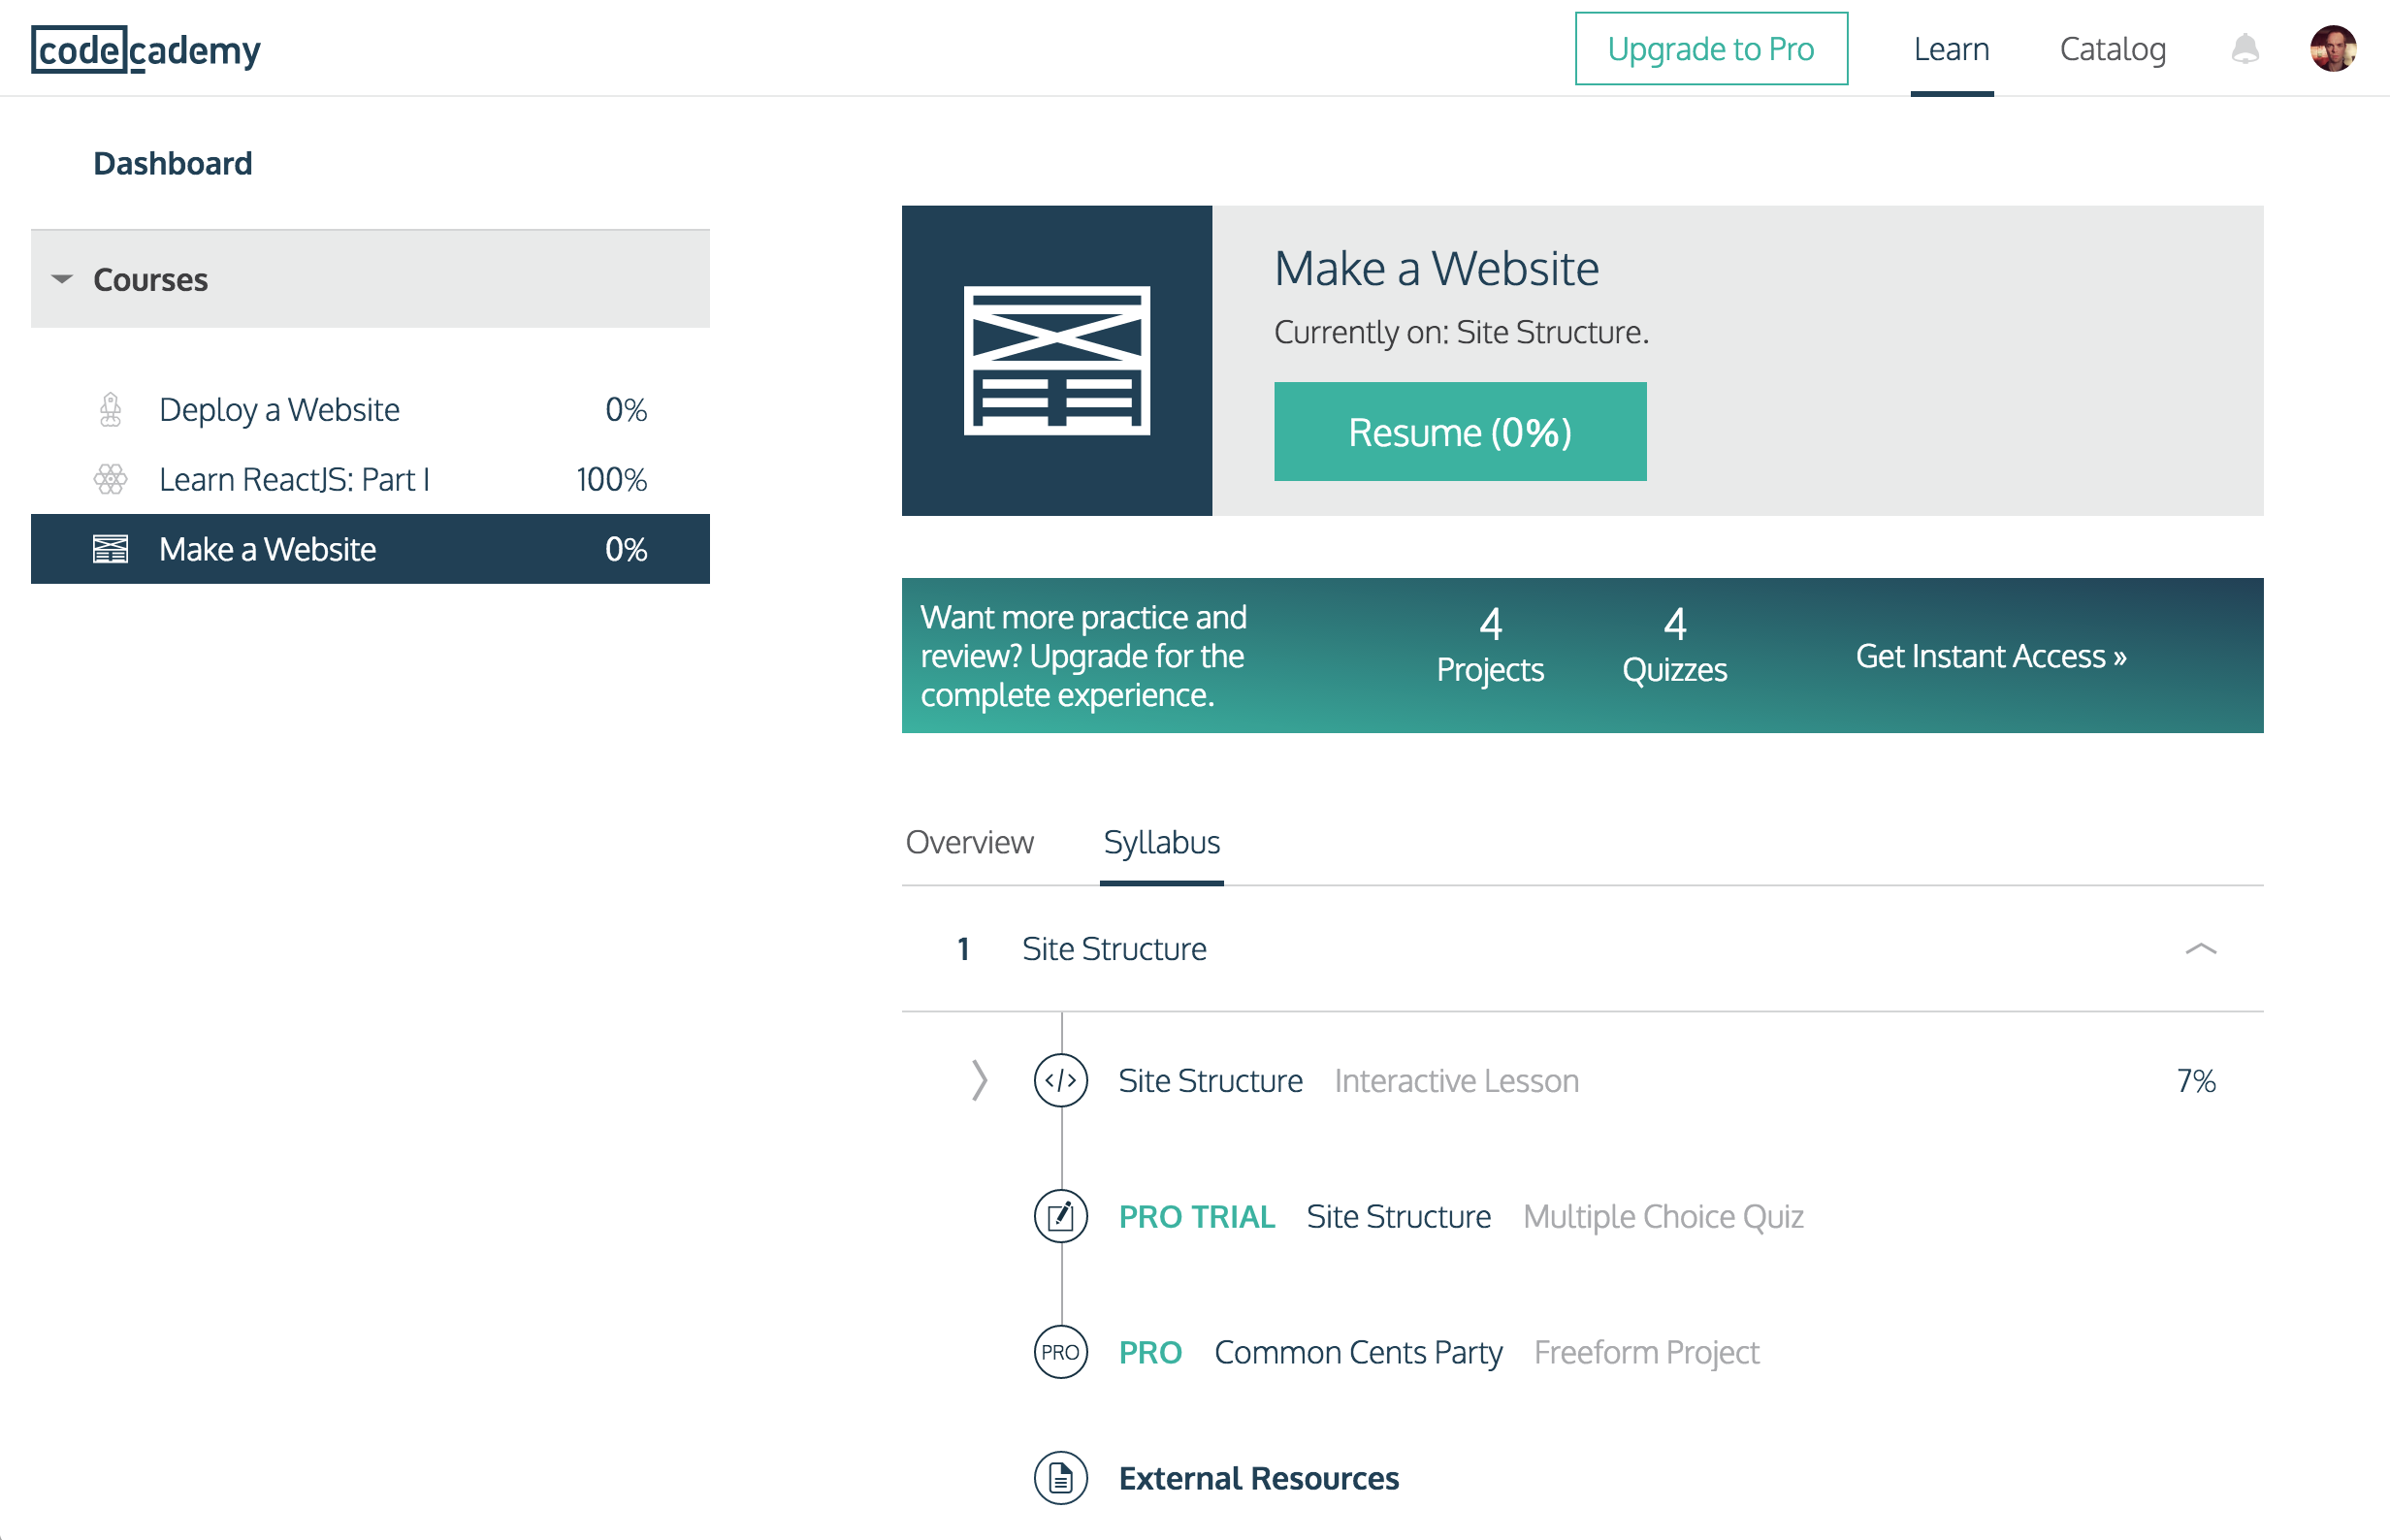 codecademy
Upgrade to Pro
Learn
Catalog
Dashboard
Courses
Deploy a Website 0%
Learn ReactJS: Part I 100%
Make a Website 0%
Make a Website
Currently on: Site Structure.
Resume (0%)
Want more practice and
review? Upgrade for the
complete experience.
4
Projects
4
Quizzes
Get Instant Access »
Overview
Syllabus
1 Site Structure
</> Site Structure Interactive Lesson 7%
PRO TRIAL Site Structure Multiple Choice Quiz
PRO PRO Common Cents Party Freeform Project
External Resources